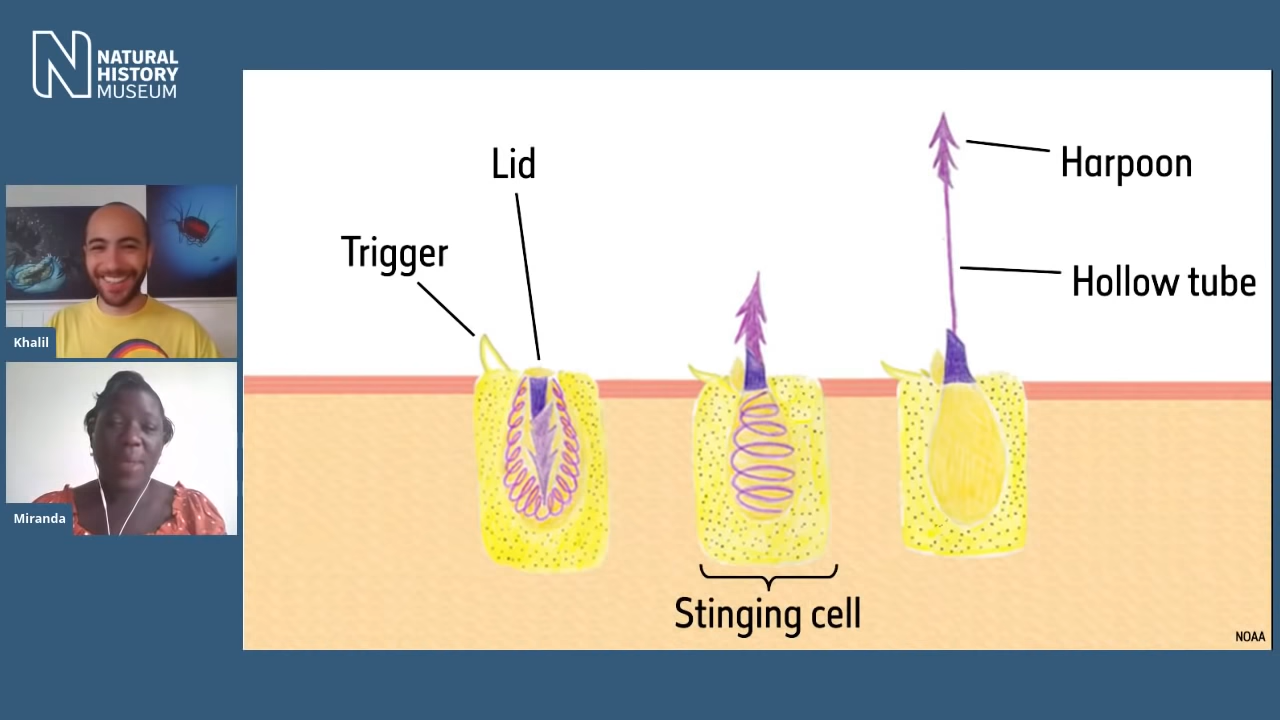 NATURAL
HISTORY
MUSEUM
Khalil
Miranda
Lid
Trigger
Harpoon
Hollow tube
Stinging cell
NOAA